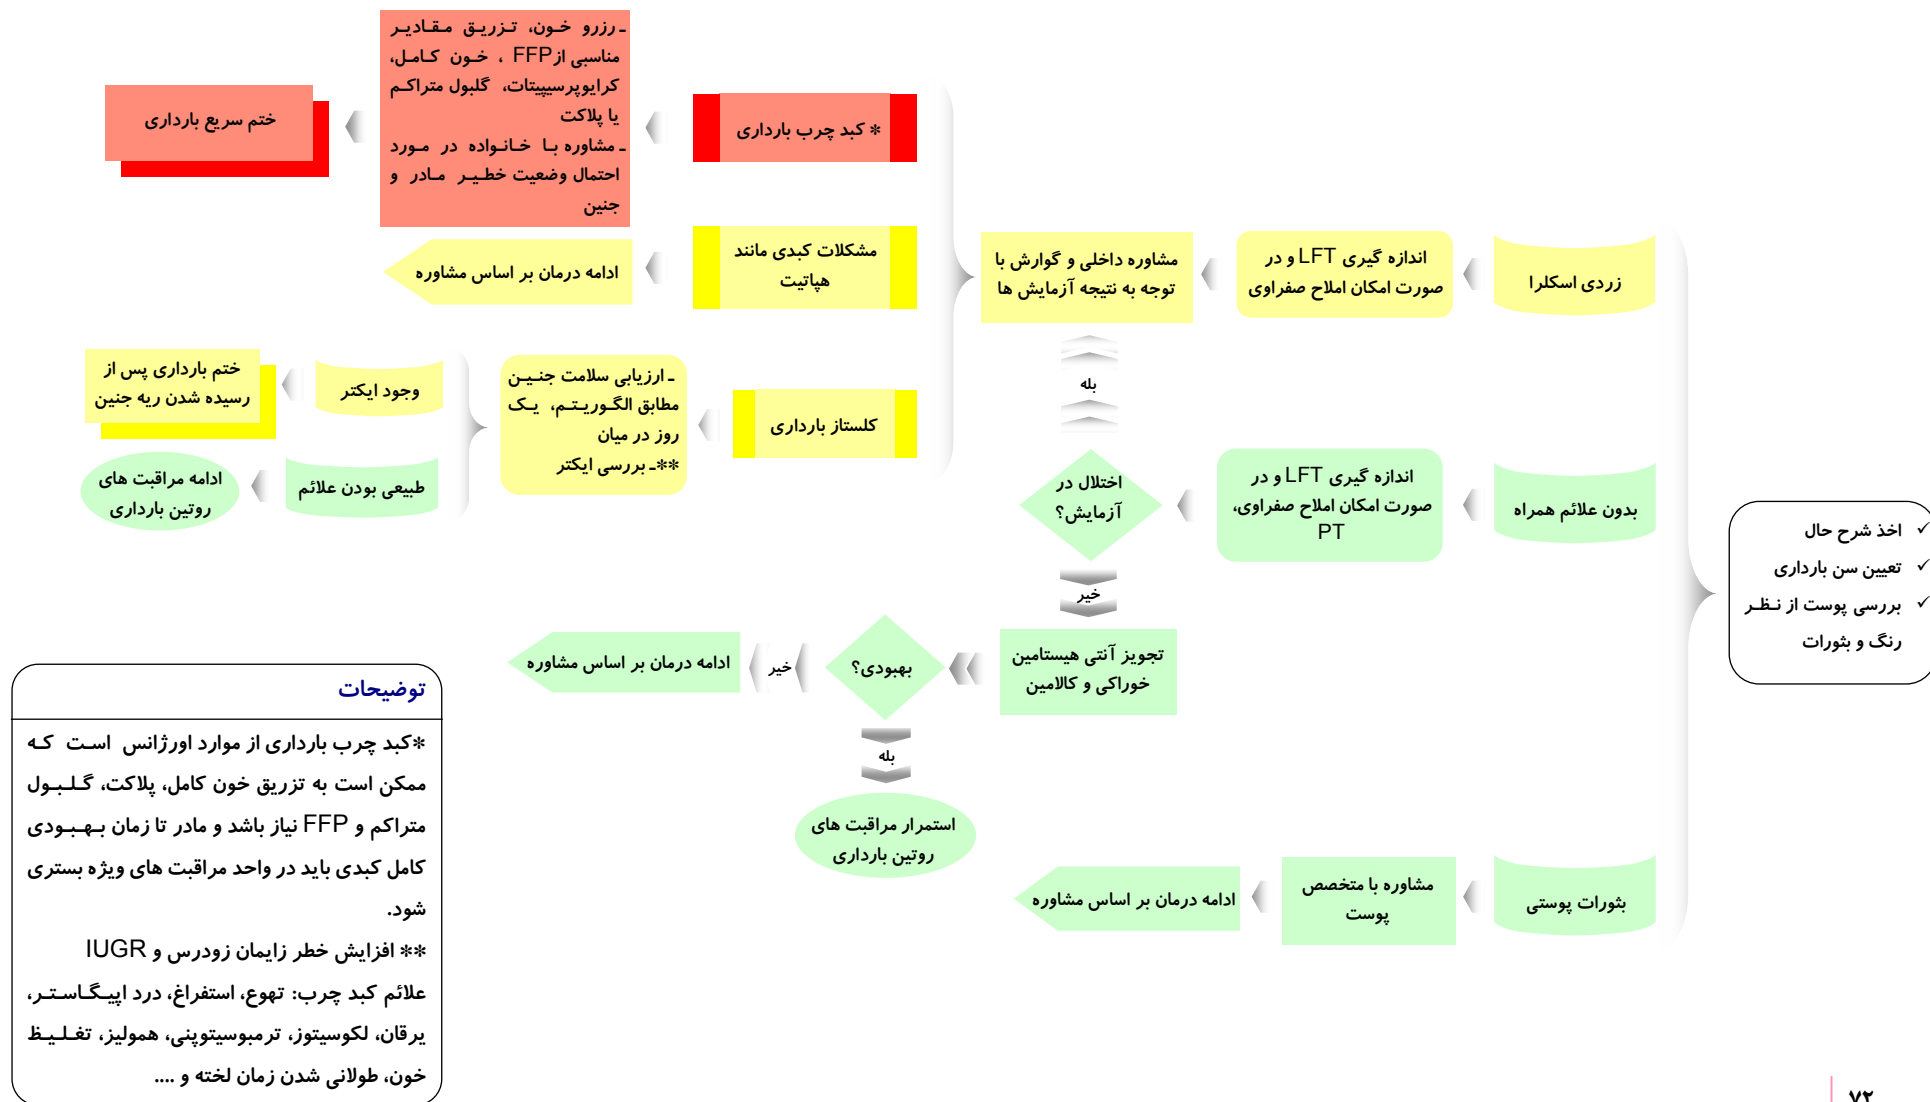 اخذ شرح حال
تعیین سن بارداری
بررسی پوست از نظر
رنگ و بثورات
زردی اسکلرا
اندازه گیری LFT و در
صورت امکان املاح صفراوی
مشاوره داخلی و گوارش با
توجه به نتیجه آزمایش ها
* کبد چرب بارداری
ـ رزرو خون، تزریق مقادیر
مناسبی از FFP ، خون کامل،
کرایوپرسیپیتات، گلبول متراکم
یا پلاکت
ـ مشاوره با خانواده در مورد
احتمال وضعیت خطیر مادر و
جنین
ختم سریع بارداری
مشکلات کبدی مانند
هپاتیت
ادامه درمان بر اساس مشاوره
کلستاز بارداری
ـ ارزیابی سلامت جنین
مطابق الگوریتم، یک
روز در میان
**ـ بررسی ایکتر
وجود ایکتر
ختم بارداری پس از
رسیده شدن ریه جنین
طبیعی بودن علائم
ادامه مراقبت های
روتین بارداری
بدون علائم همراه
اندازه گیری LFT و در
صورت امکان املاح صفراوی،
PT
اختلال در
آزمایش؟
بله
خیر
تجویز آنتی هیستامین
خوراکی و کالامین
بهبودی؟
خیر
ادامه درمان بر اساس مشاوره
بله
استمرار مراقبت های
روتین بارداری
بثورات پوستی
مشاوره با متخصص
پوست
ادامه درمان بر اساس مشاوره
توضیحات
*کبد چرب بارداری از موارد اورژانس است که
ممکن است به تزریق خون کامل، پلاکت، گلبول
متراکم و FFP نیاز باشد و مادر تا زمان بهبودی
کامل کبدی باید در واحد مراقبت های ویژه بستری
شود.
** افزایش خطر زایمان زودرس و IUGR
علائم کبد چرب: تهوع، استفراغ، درد اپیگاستر،
یرقان، لکوسیتوز، ترمبوسیتوپنی، همولیز، تغلیظ
خون، طولانی شدن زمان لخته و ....
۷۲